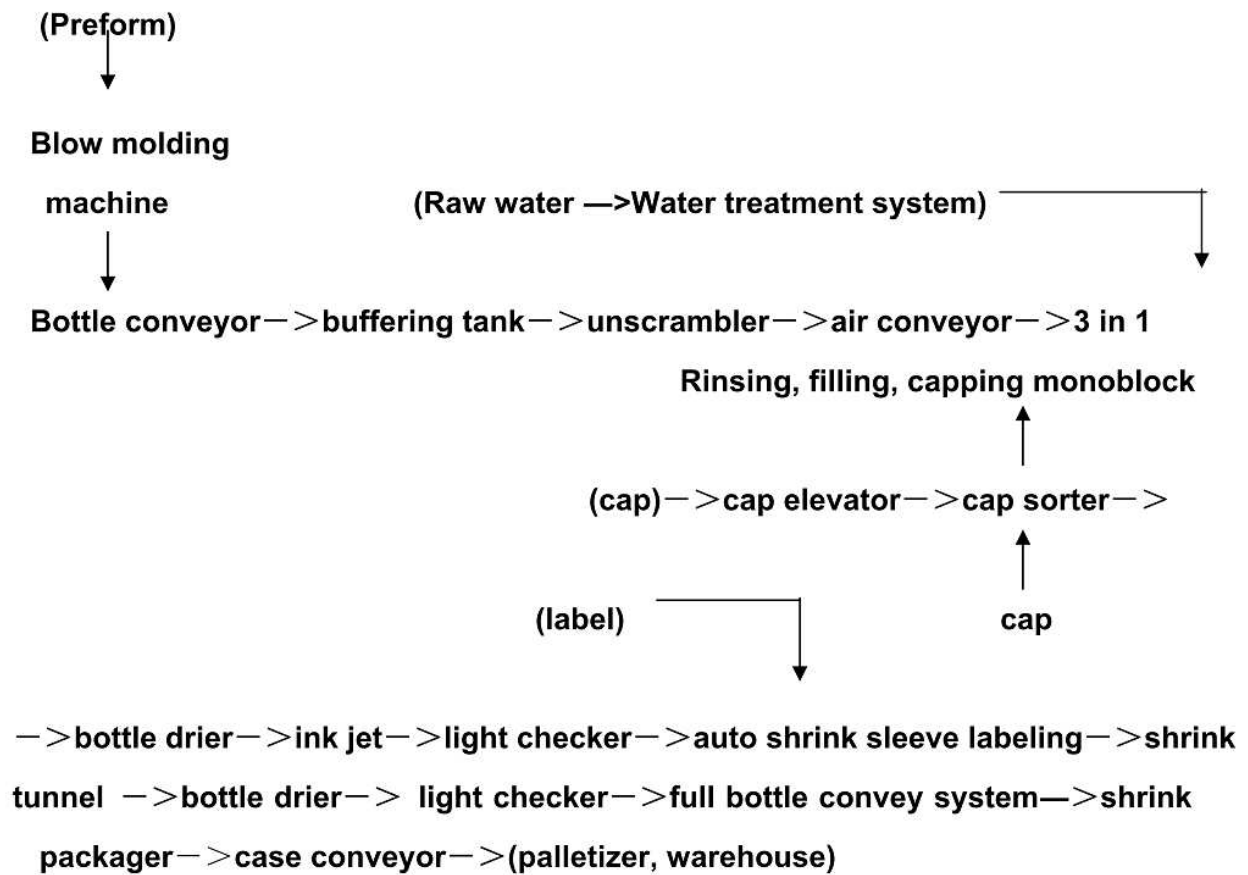 (Preform)
Blow molding
machine
(Raw water —>Water treatment system)
Bottle conveyor—>buffering tank—>unscrambler—>air conveyor—>3 in 1
Rinsing, filling, capping monoblock
(cap)—>cap elevator—>cap sorter—>
(label)
cap
—>bottle drier—>ink jet—>light checker—>auto shrink sleeve labeling—>shrink
tunnel —>bottle drier—> light checker—>full bottle convey system—>shrink
packager—>case conveyor—>(palletizer, warehouse)